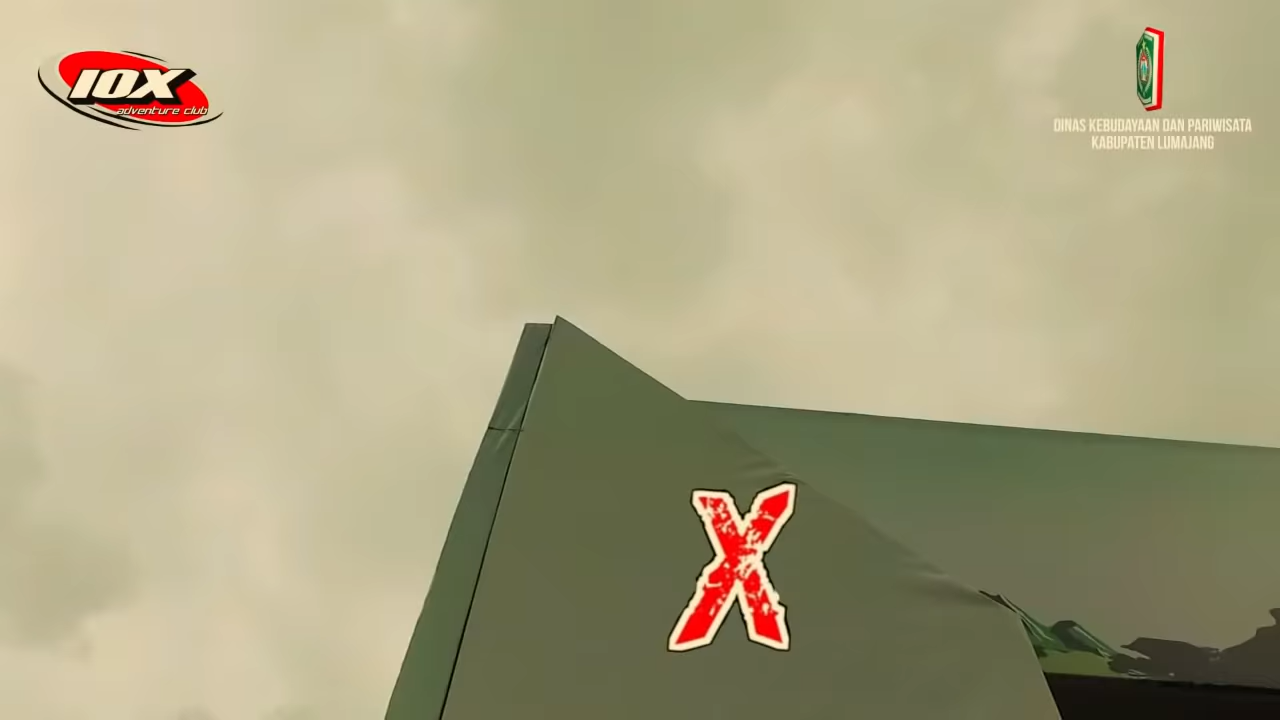 10X
adventure club
DINAS KEBUDAYAAN DAN PARIWISATA
KABUPATEN LUMAJANG
X